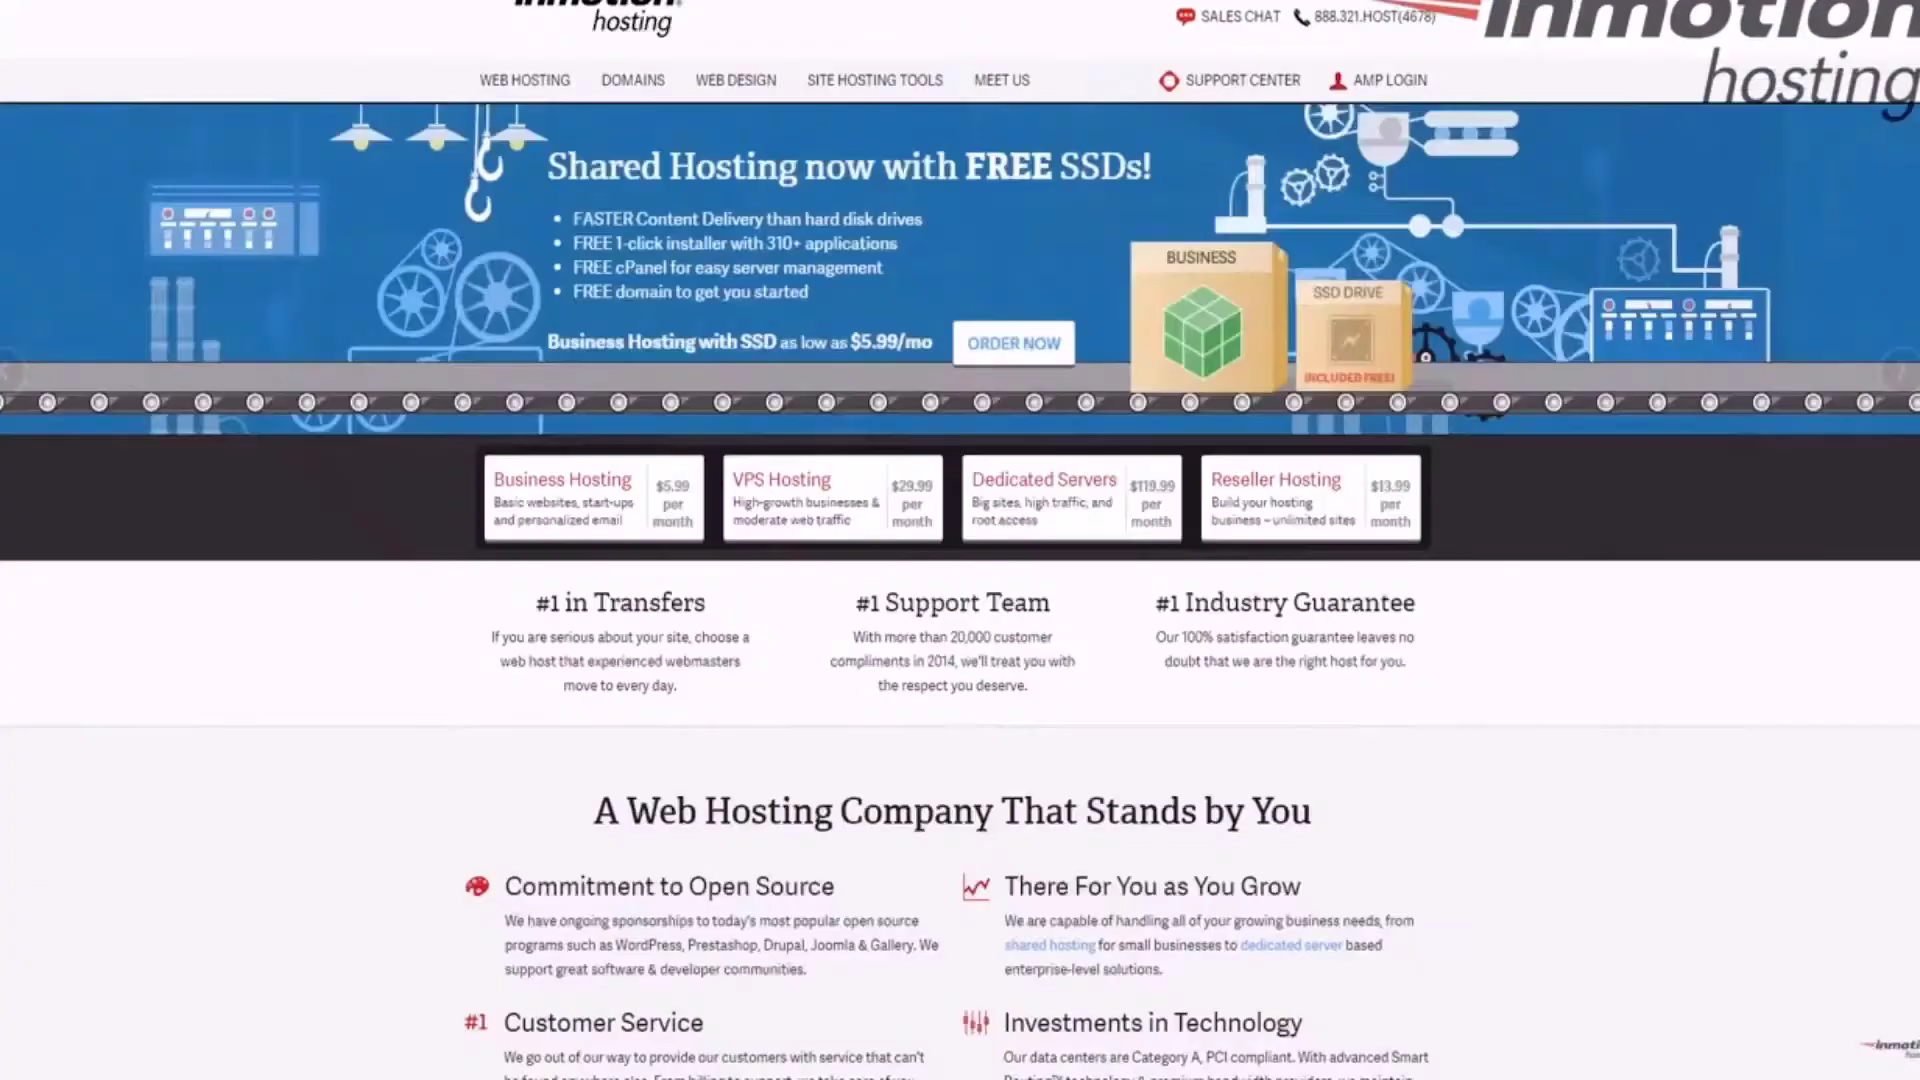 inmotion
hosting
SALES CHAT 888.321.HOST(4678)
inmotion
hosting
WEB HOSTING DOMAINS WEB DESIGN SITE HOSTING TOOLS MEET US SUPPORT CENTER AMP LOGIN
Shared Hosting now with FREE SSDs!
• FASTER Content Delivery than hard disk drives
• FREE 1-click installer with 310+ applications
• FREE cPanel for easy server management
• FREE domain to get you started
Business Hosting with SSD as low as $5.99/mo
ORDER NOW
BUSINESS
SSD DRIVE
INCLUDED FREE!
Business Hosting
Basic websites, start-ups
and personalized email
$5.99
per
month
VPS Hosting
High-growth businesses &
moderate web traffic
$29.99
per
month
Dedicated Servers
Big sites, high traffic, and
root access
$119.99
per
month
Reseller Hosting
Build your hosting
business – unlimited sites
$13.99
per
month
#1 in Transfers
If you are serious about your site, choose a
web host that experienced webmasters
move to every day.
#1 Support Team
With more than 20,000 customer
compliments in 2014, we'll treat you with
the respect you deserve.
#1 Industry Guarantee
Our 100% satisfaction guarantee leaves no
doubt that we are the right host for you.
A Web Hosting Company That Stands by You
Commitment to Open Source
We have ongoing sponsorships to today's most popular open source
programs such as WordPress, Prestashop, Drupal, Joomla & Gallery. We
support great software & developer communities.
There For You as You Grow
We are capable of handling all of your growing business needs, from
shared hosting for small businesses to dedicated server based
enterprise-level solutions.
#1 Customer Service
We go out of our way to provide our customers with service that can't
Investments in Technology
Our data centers are Category A, PCI compliant. With advanced Smart